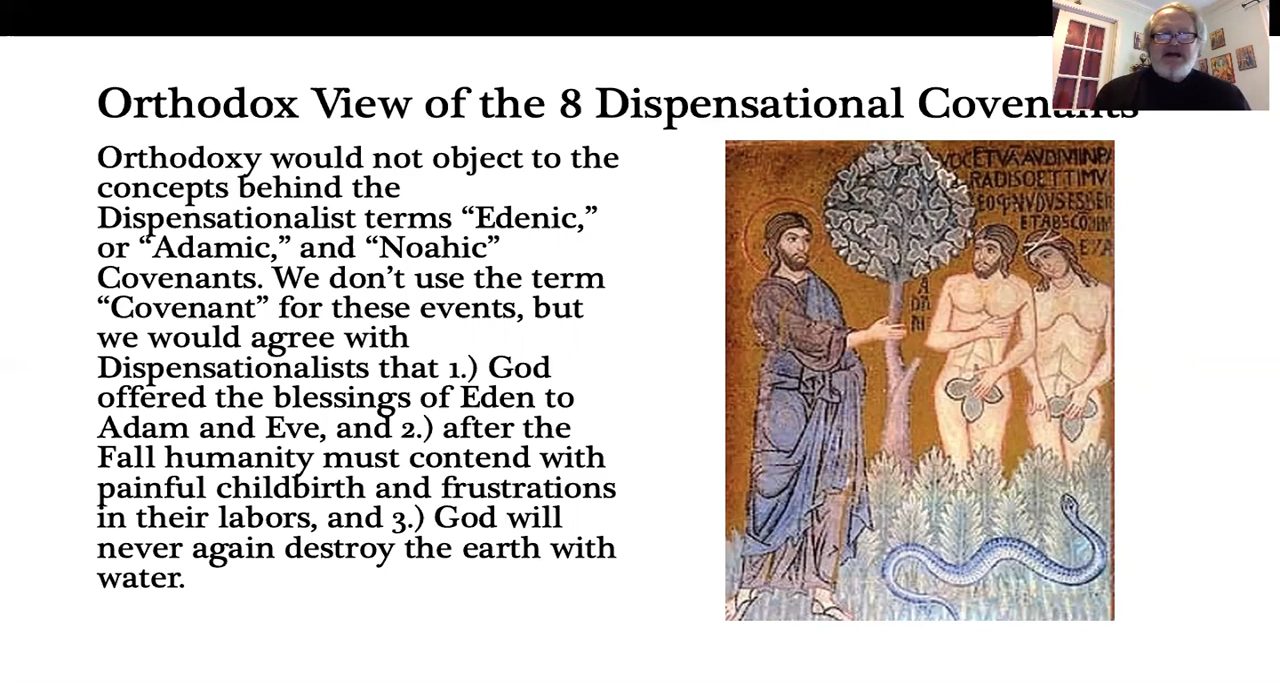 Orthodox View of the 8 Dispensational Covenants
Orthodoxy would not object to the
concepts behind the
Dispensationalist terms “Edenic,”
or “Adamic,” and “Noahic”
Covenants. We don’t use the term
“Covenant” for these events, but
we would agree with
Dispensationalists that 1.) God
offered the blessings of Eden to
Adam and Eve, and 2.) after the
Fall humanity must contend with
painful childbirth and frustrations
in their labors, and 3.) God will
never again destroy the earth with
water.
EVA